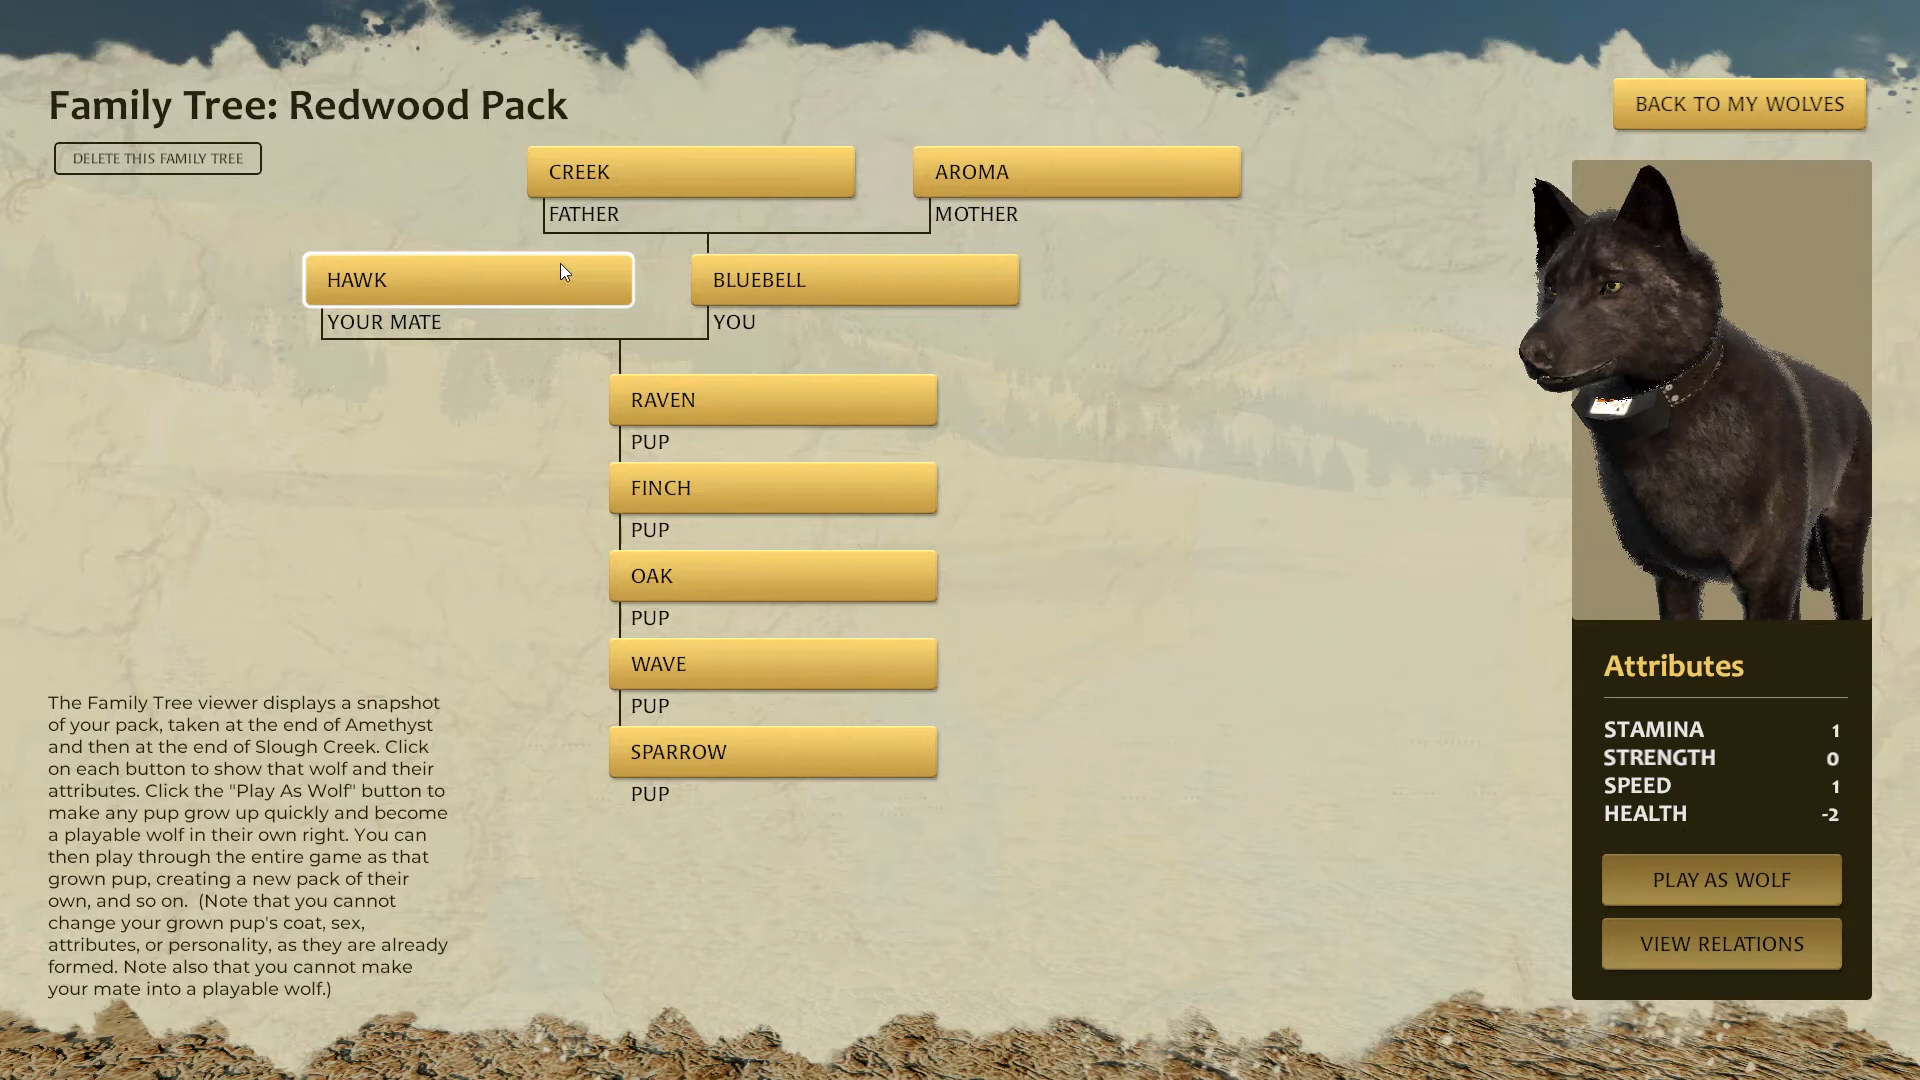 Family Tree: Redwood Pack
BACK TO MY WOLVES
DELETE THIS FAMILY TREE
CREEK
AROMA
FATHER
MOTHER
HAWK
BLUEBELL
YOUR MATE
YOU
RAVEN
PUP
FINCH
PUP
OAK
PUP
WAVE
PUP
SPARROW
PUP
The Family Tree viewer displays a snapshot
of your pack, taken at the end of Amethyst
and then at the end of Slough Creek. Click
on each button to show that wolf and their
attributes. Click the "Play As Wolf" button to
make any pup grow up quickly and become
a playable wolf in their own right. You can
then play through the entire game as that
grown pup, creating a new pack of their
own, and so on.  (Note that you cannot
change your grown pup's coat, sex,
attributes, or personality, as they are already
formed. Note also that you cannot make
your mate into a playable wolf.)
Attributes
STAMINA 1
STRENGTH 0
SPEED 1
HEALTH -2
PLAY AS WOLF
VIEW RELATIONS